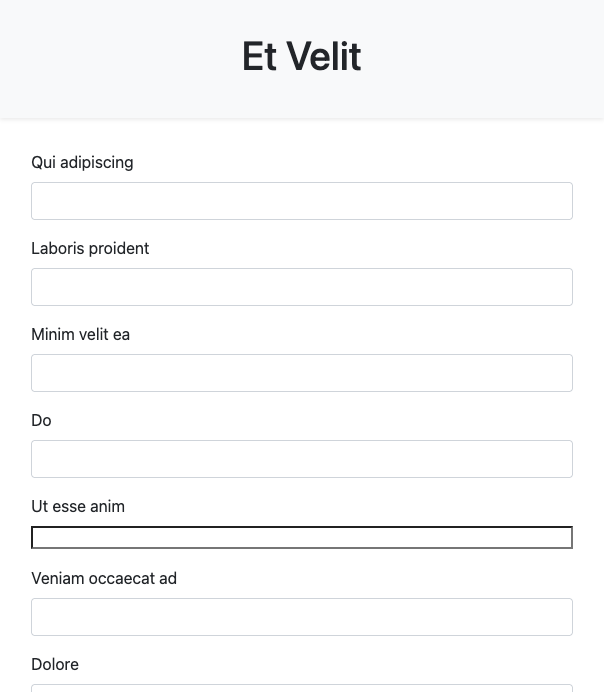 Et Velit
Qui adipiscing
Laboris proident
Minim velit ea
Do
Ut esse anim
Veniam occaecat ad
Dolore